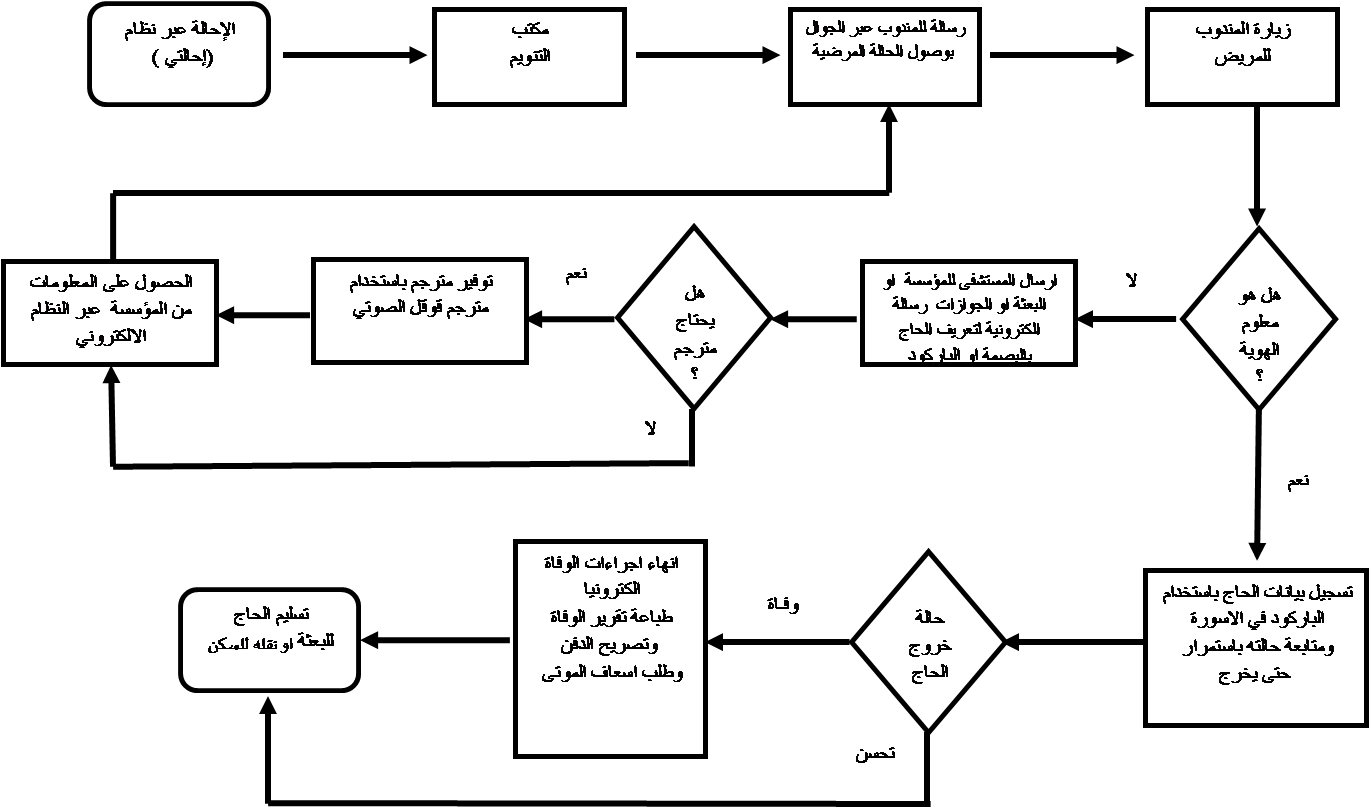 الإحالة عبر نظام
(إحالتي )
مكتب
التنويم
رسالة للمندوب عبر الجوال
بوصول الحالة المرضية
زيارة المندوب
للمريض
هل هو
معلوم
الهوية
؟
لا
ارسال المستشفى للمؤسسة او
للبعثة او الجوازات رسالة
الكترونية لتعريف الحاج
بالبصمة او الباركود
هل
يحتاج
مترجم
؟
نعم
توفير مترجم باستخدام
مترجم قوقل الصوتي
الحصول على المعلومات
من المؤسسة عبر النظام
الالكتروني
لا
نعم
تسجيل بيانات الحاج باستخدام
الباركود في الاسورة
ومتابعة حالته باستمرار
حتى يخرج
حالة
خروج
الحاج
وفاة
انهاء اجراءات الوفاة
الكترونيا
طباعة تقرير الوفاة
وتصريح الدفن
وطلب اسعاف الموتى
تسليم الحاج
للبعثة او نقله للسكن
تحسن